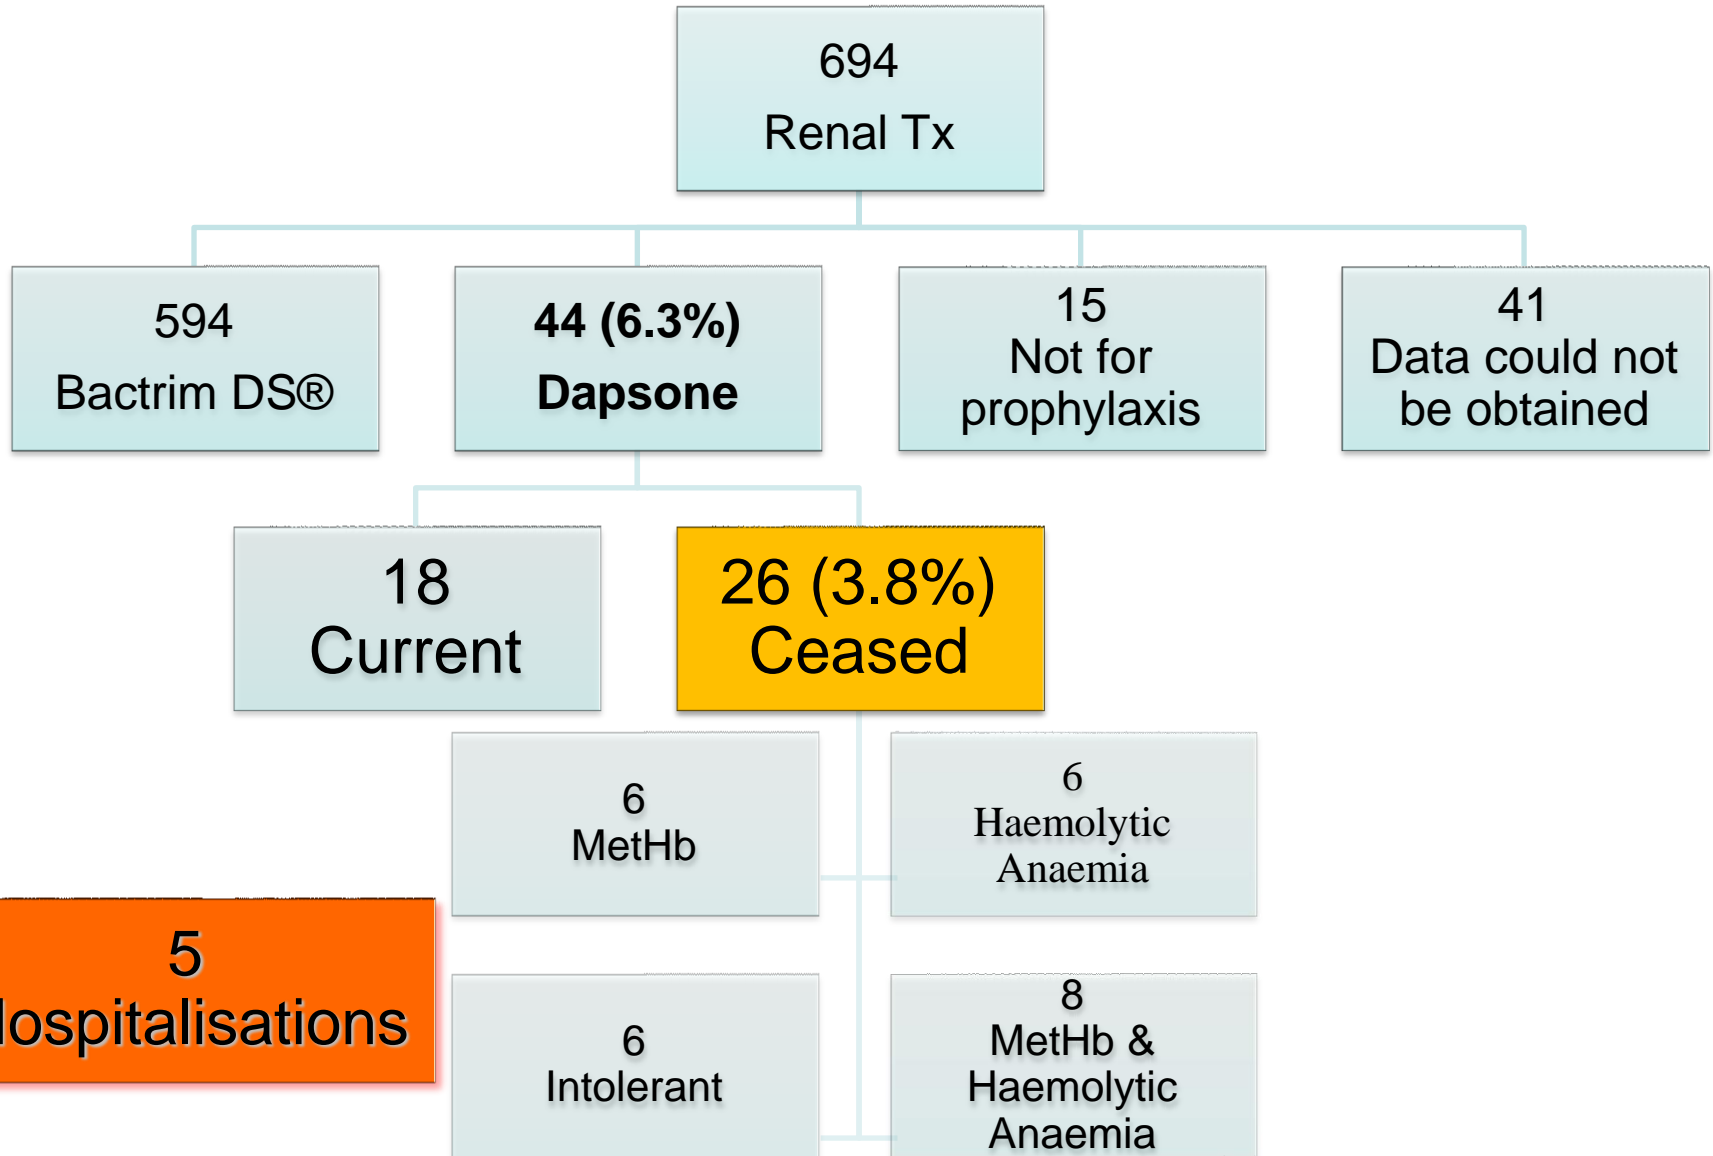 694
Renal Tx
594
Bactrim DS®
44 (6.3%)
Dapsone
15
Not for
prophylaxis
41
Data could not
be obtained
18
Current
26 (3.8%)
Ceased
6
MetHb
6
Haemolytic
Anaemia
5
Hospitalisations
6
Intolerant
8
MetHb &
Haemolytic
Anaemia